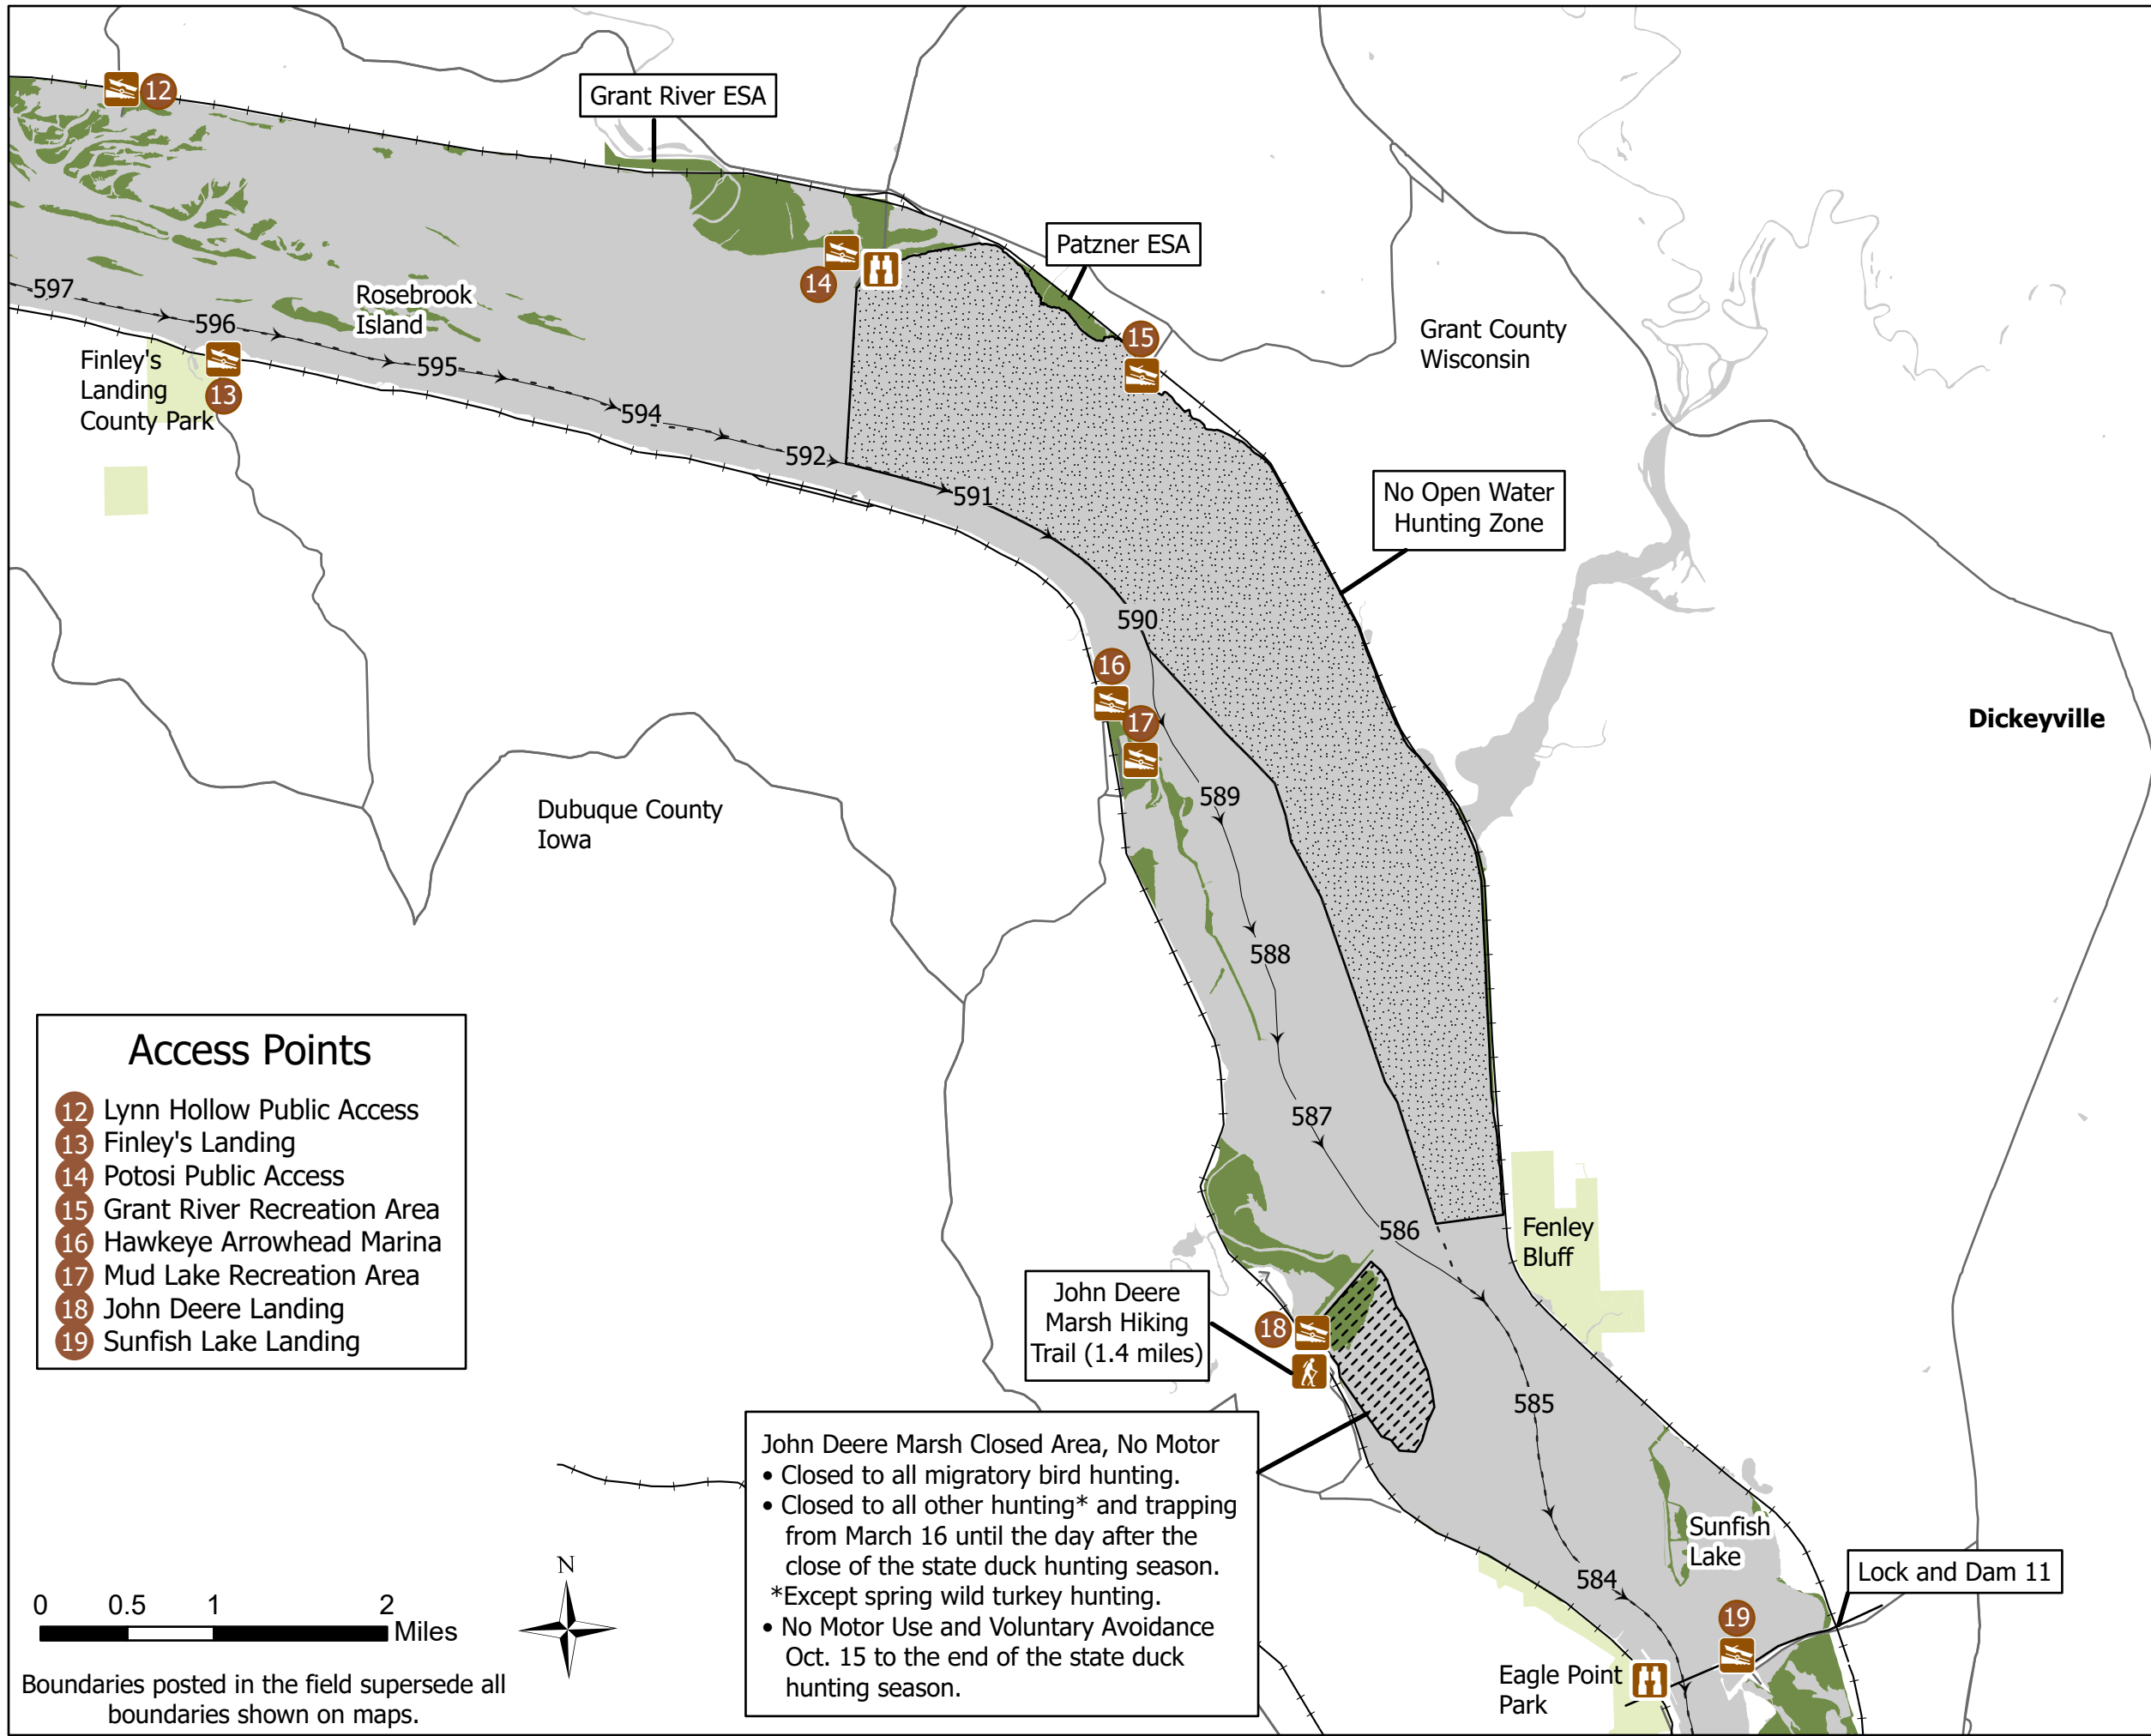 12
Grant River ESA
Patzner ESA
14
15
597
596
Rosebrook
Island
Finley's
Landing
County Park
13
595
594
592
591
Grant County
Wisconsin
No Open Water
Hunting Zone
590
16
17
Dickeyville
589
Dubuque County
Iowa
588
587
586
Fenley
Bluff
John Deere
Marsh Hiking
Trail (1.4 miles)
18
585
Access Points
12 Lynn Hollow Public Access
13 Finley's Landing
14 Potosi Public Access
15 Grant River Recreation Area
16 Hawkeye Arrowhead Marina
17 Mud Lake Recreation Area
18 John Deere Landing
19 Sunfish Lake Landing
John Deere Marsh Closed Area, No Motor
• Closed to all migratory bird hunting.
• Closed to all other hunting* and trapping
from March 16 until the day after the
close of the state duck hunting season.
*Except spring wild turkey hunting.
• No Motor Use and Voluntary Avoidance
Oct. 15 to the end of the state duck
hunting season.
Sunfish
Lake
584
Lock and Dam 11
19
Eagle Point
Park
N
0 0.5 1 2
Miles
Boundaries posted in the field supersede all
boundaries shown on maps.